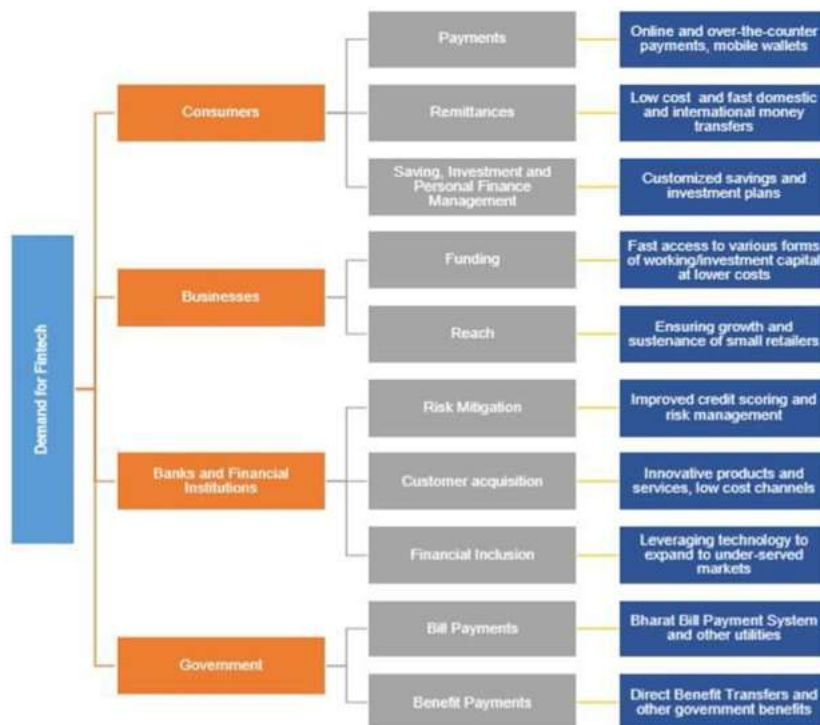 Demand for Fintech
Consumers
Payments
Online and over-the-counter
payments, mobile wallets
Remittances
Low cost and fast domestic
and international money
transfers
Saving, Investment and
Personal Finance
Management
Customized savings and
investment plans
Businesses
Funding
Fast access to various forms
of working/investment capital
at lower costs
Reach
Ensuring growth and
sustenance of small retailers
Banks and Financial
Institutions
Risk Mitigation
Improved credit scoring and
risk management
Customer acquisition
Innovative products and
services, low cost channels
Financial Inclusion
Leveraging technology to
expand to under-served
markets
Government
Bill Payments
Bharat Bill Payment System
and other utilities
Benefit Payments
Direct Benefit Transfers and
other government benefits